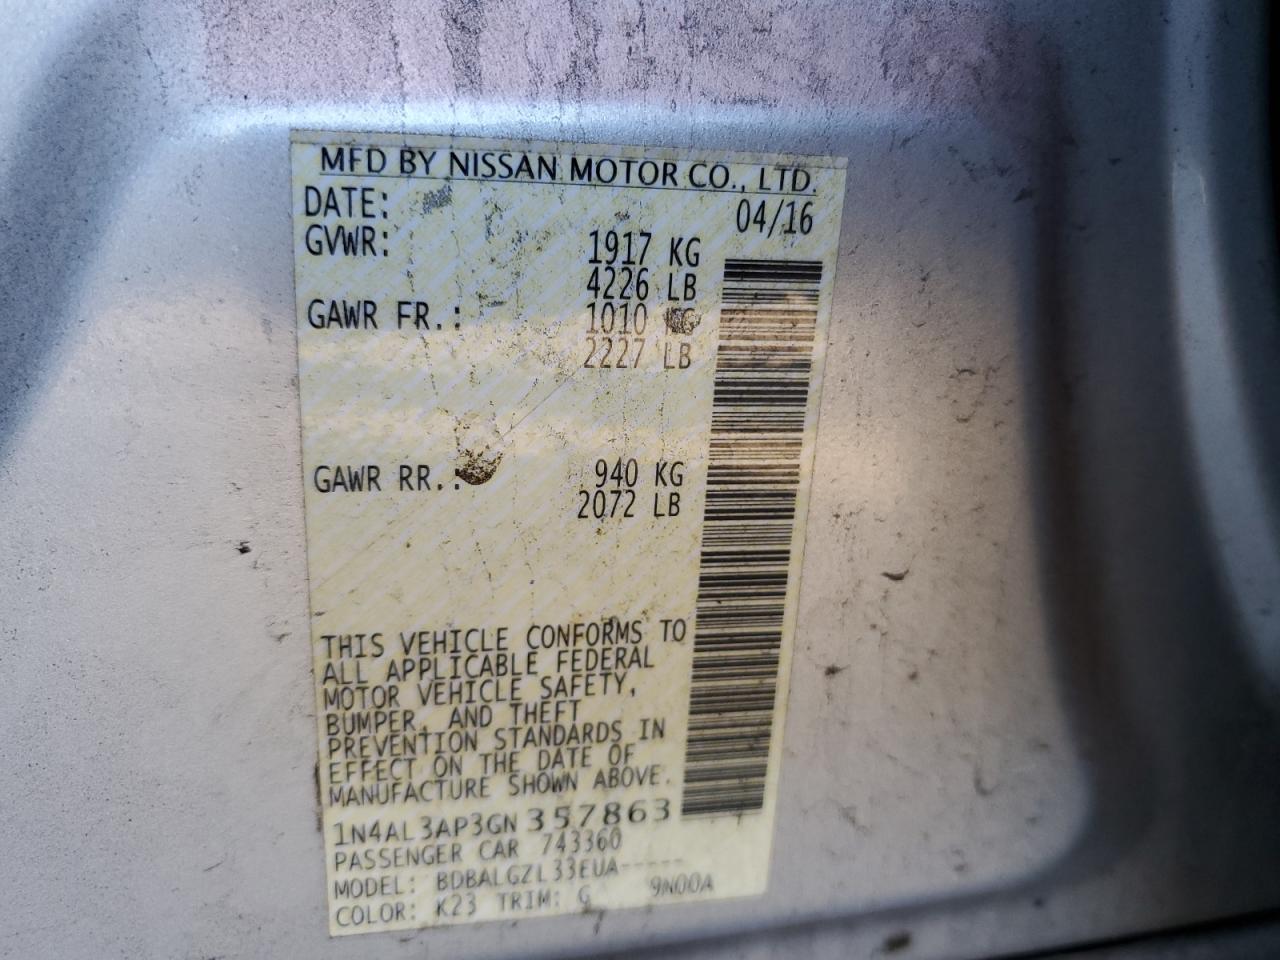 MFD BY NISSAN MOTOR CO., LTD.
DATE: 04/16
GVWR: 1917 KG
4226 LB
GAWR FR.: 1010 KG
2227 LB
GAWR RR.: 940 KG
2072 LB
THIS VEHICLE CONFORMS TO
ALL APPLICABLE FEDERAL
MOTOR VEHICLE SAFETY,
BUMPER, AND THEFT
PREVENTION STANDARDS IN
EFFECT ON THE DATE OF
MANUFACTURE SHOWN ABOVE.
1N4AL3AP3GN357863
PASSENGER CAR 743360
MODEL: BDBALGZL33EUA-----
COLOR: K23 TRIM: G 9N00A